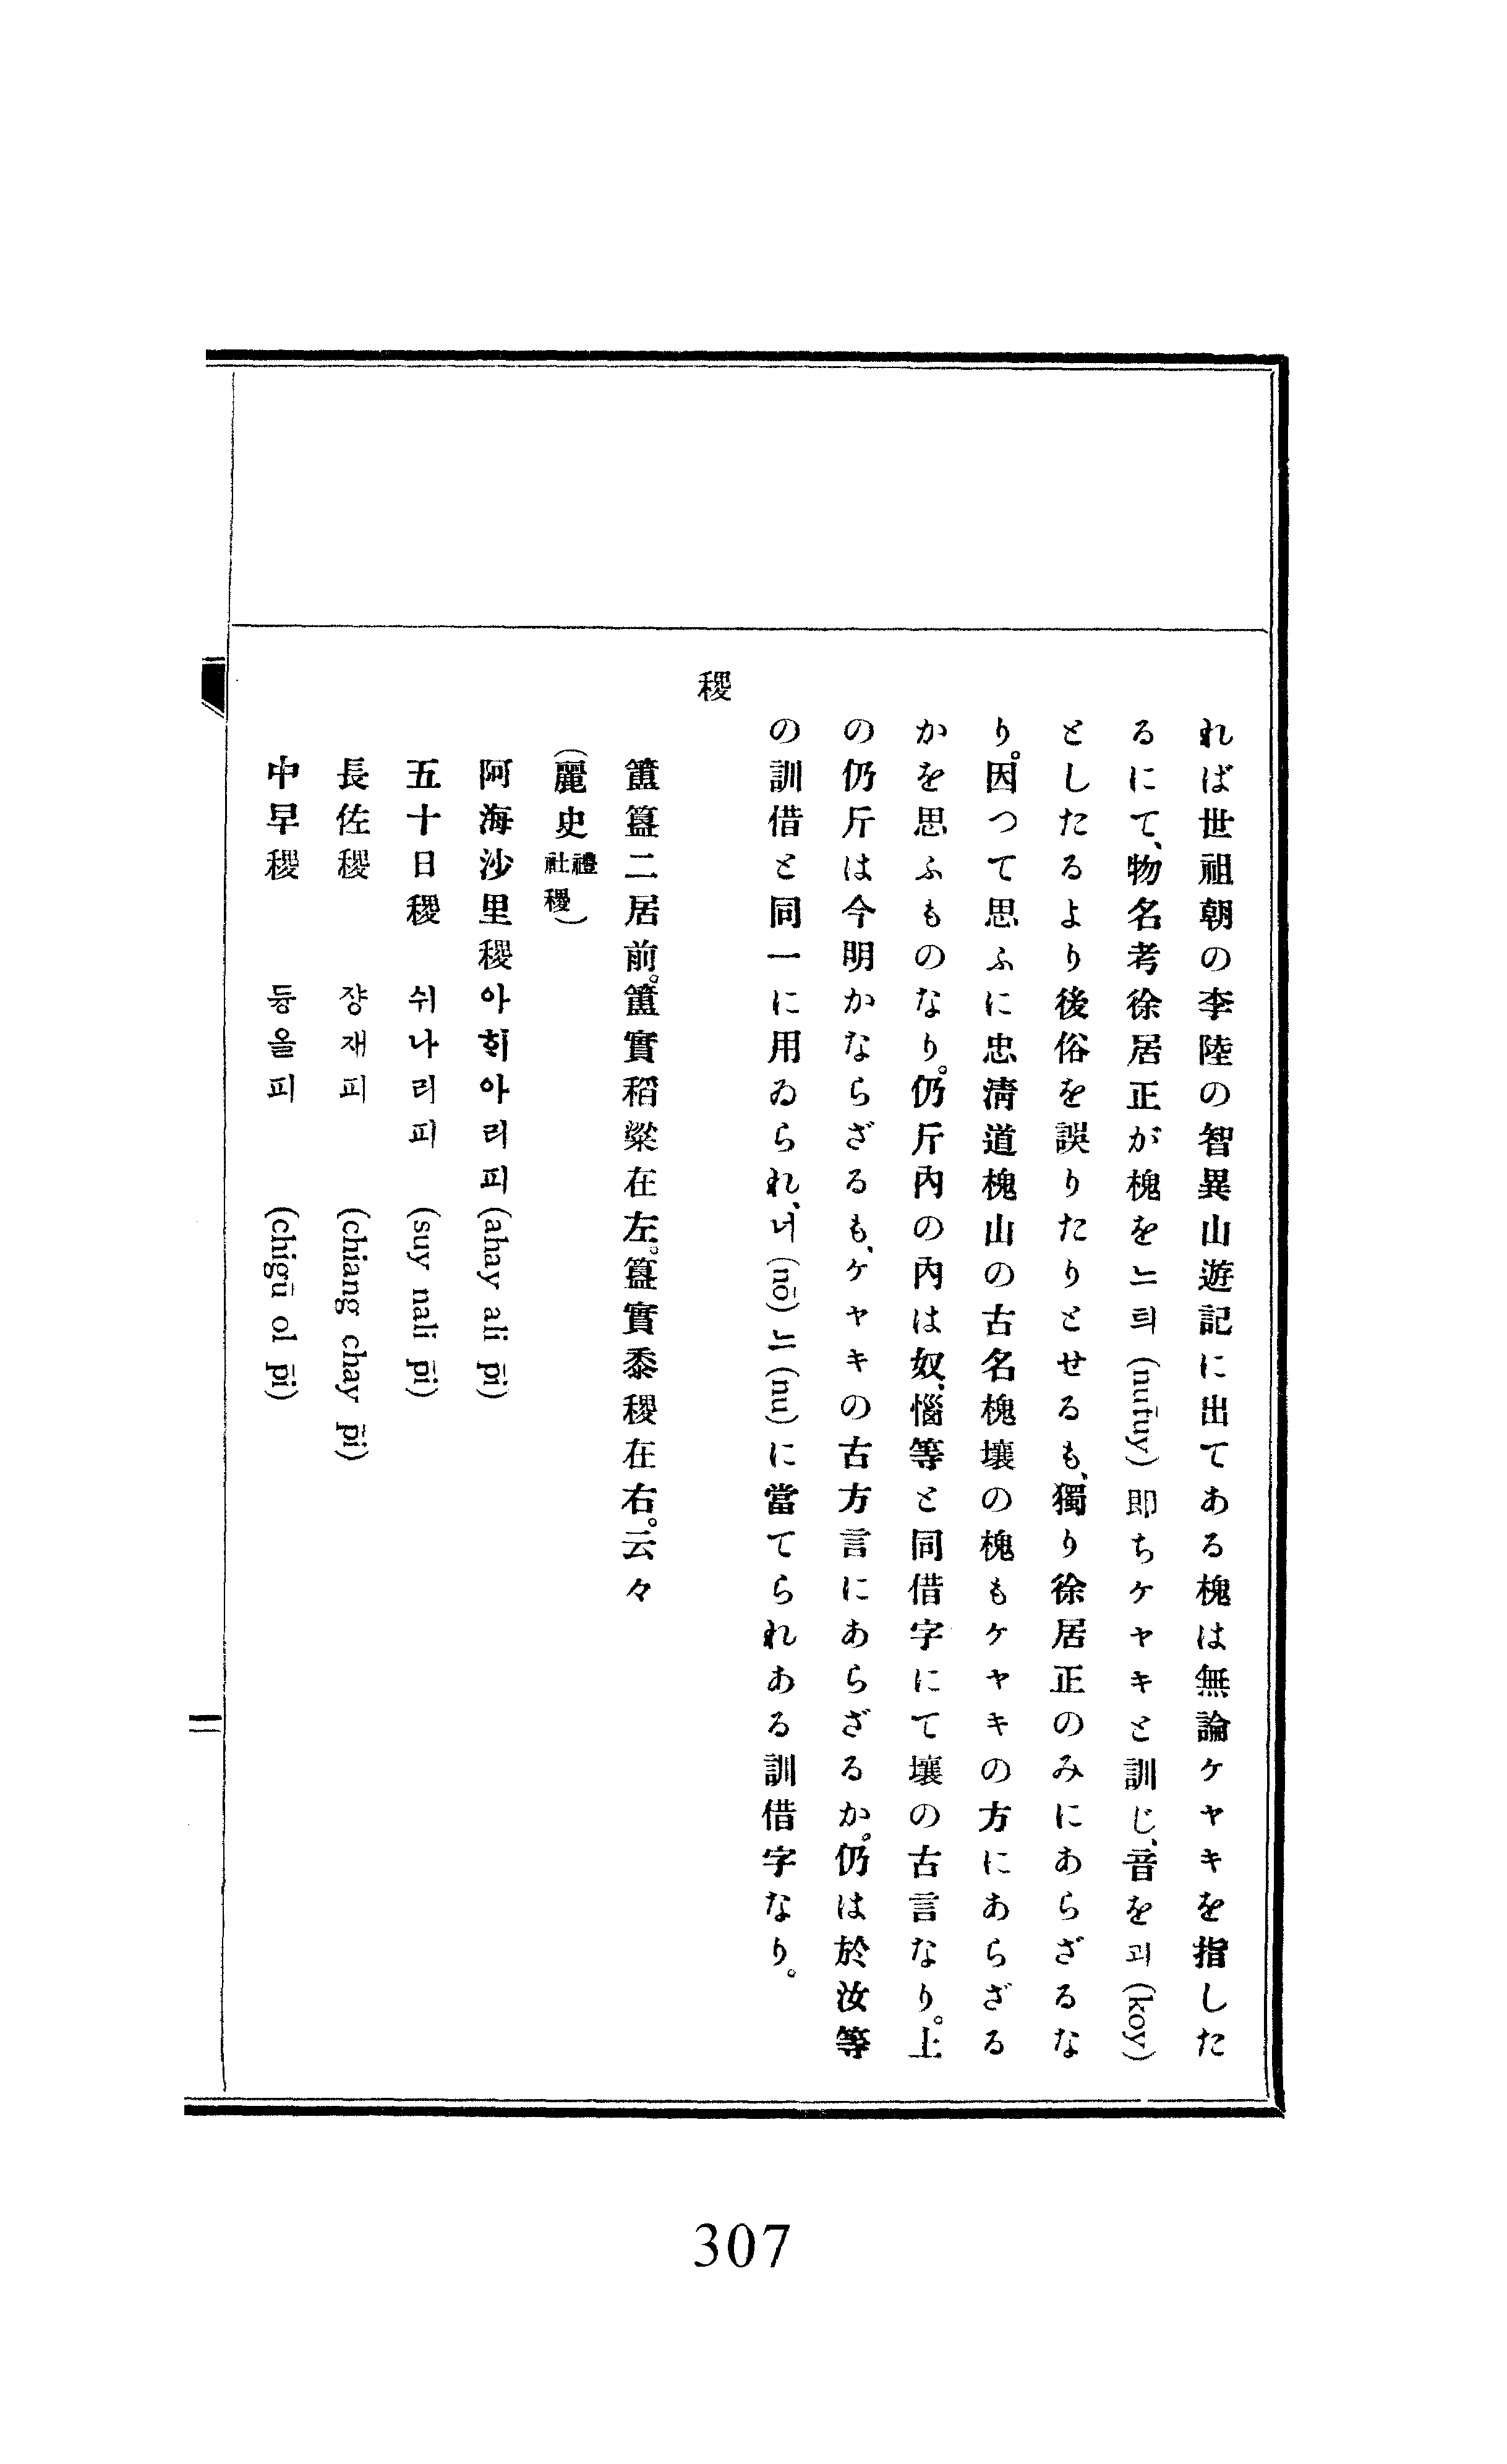 れば世祖朝の李陸の智異山遊記に出てある槐は無論ケヤキを指した
るにて、物名考徐居正が槐を느틔(nut̄uy)即ちケヤキと訓じ、音を괴(koy)
としたるより後俗を誤りたりとせるも、獨り徐居正のみにあらざるな
り。因つて思ふに忠淸道槐山の古名槐壤の槐もケヤキの方にあらざる
かを思ふものなり。仍斤內の內は奴、惱等と同借字にて壤の古言なり。上
の仍斤は今明かならざるも、ケヤキの古方言にあらざるか。仍は於汝等
の訓借と同一に用ゐられ、너(nō)느(nu)に當てられある訓借字なり。
稷
簠簋二居前。簠實稻粱在左。簋實黍稷在右。云々
(麗史禮社稷)
阿海沙里稷 아ᄒᆡ아리피 (ahay ali p̄i)
五十日稷 쉬나리피 (suy nali p̄i)
長佐稷 쟝재피 (chiang chay p̄i)
中早稷 듕올피 (chigū ol p̄i)
二
307